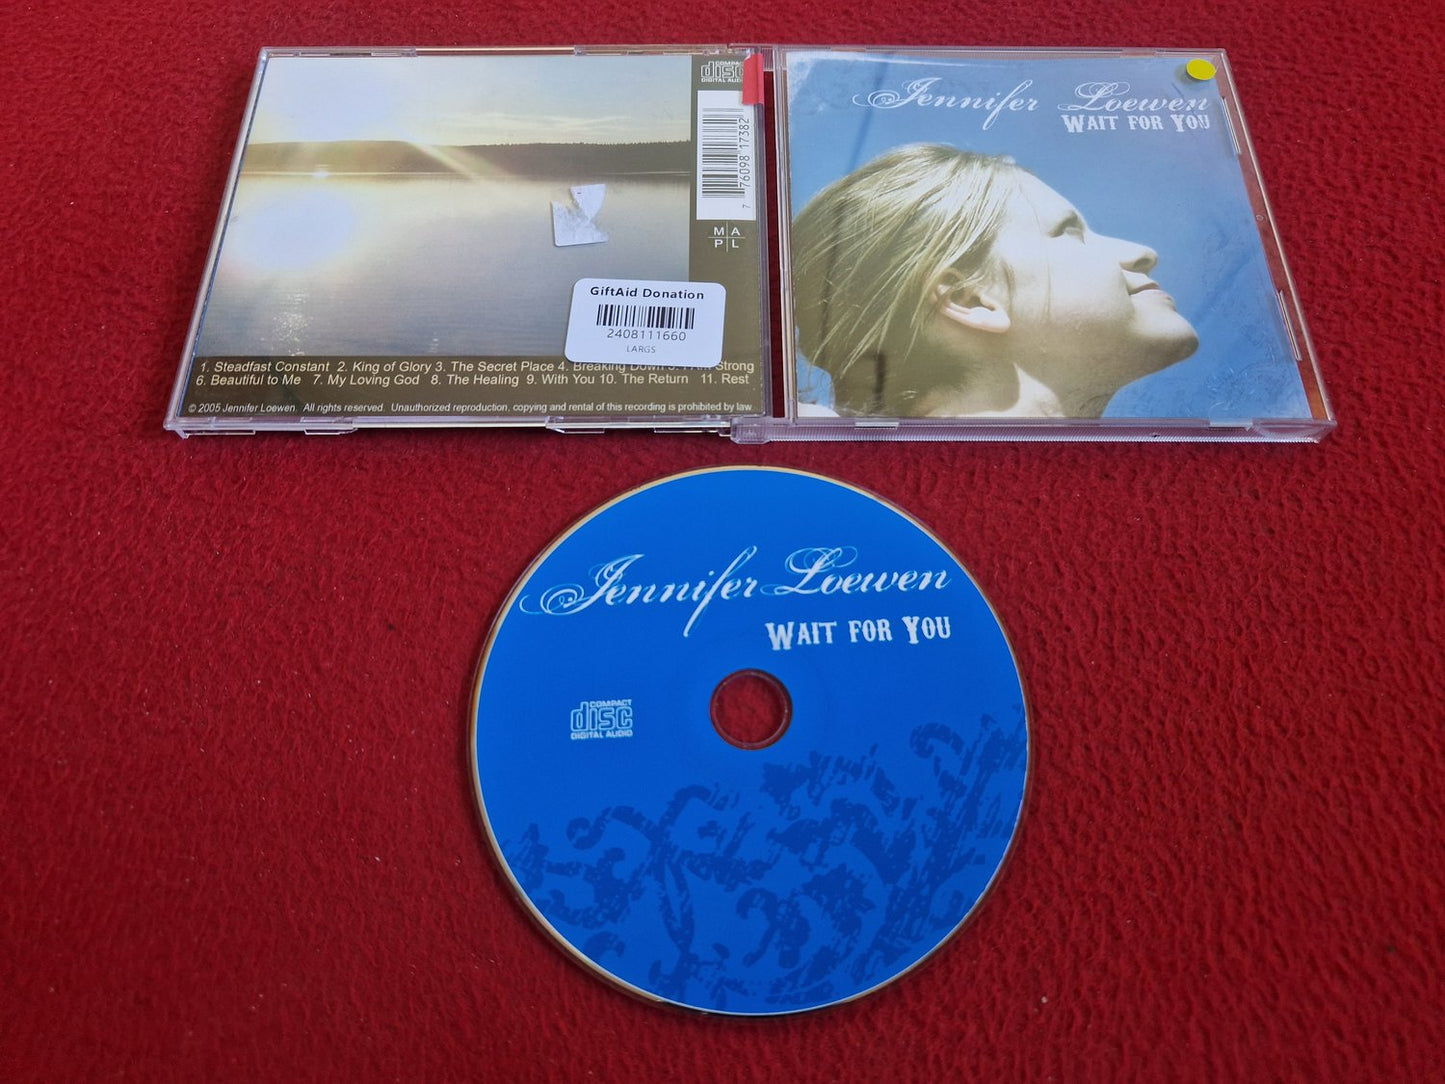 COMPACT
disc
DIGITAL AUDIO
7 76098 17382
M A
P L
GiftAid Donation
2408111660
LARGS
1. Steadfast Constant 2. King of Glory 3. The Secret Place 4. Breaking Down 5. Strong
6. Beautiful to Me 7. My Loving God 8. The Healing 9. With You 10. The Return 11. Rest
© 2005 Jennifer Loewen. All rights reserved. Unauthorized reproduction, copying and rental of this recording is prohibited by law.
Jennifer Loewen
WAIT FOR YOU
Jennifer Loewen
WAIT FOR YOU
COMPACT
disc
DIGITAL AUDIO